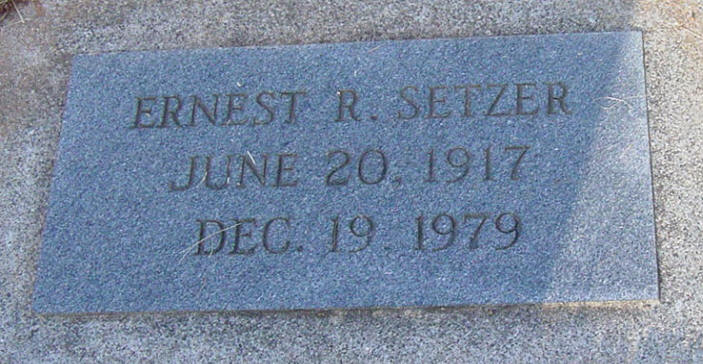 ERNEST R. SETZER
JUNE 20, 1917
DEC. 19, 1979